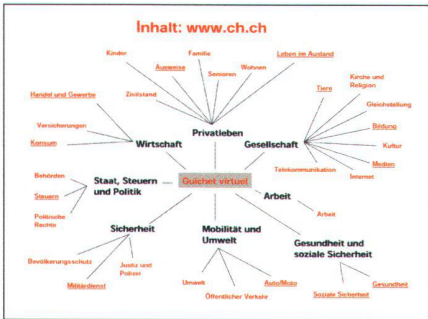 Inhalt: www.ch.ch
Kinder
Familie
Leben im Ausland
Ausweise
Wohnen
Senioren
Kirche und
Religion
Tiere
Handel und Gewerbe
Zivilstand
Gleichstellung
Versicherungen
Privatleben
Bildung
Konsum
Wirtschaft
Gesellschaft
Kultur
Medien
Telekommunikation
Internet
Behörden
Staat, Steuern
und Politik
Guichet virtuel
Steuern
Arbeit
Politische
Rechte
Arbeit
Sicherheit
Mobilität und
Umwelt
Gesundheit und
soziale Sicherheit
Bevölkerungsschutz
Justiz und
Polizei
Militärdienst
Umwelt
Auto/Moto
Öffentlicher Verkehr
Gesundheit
Soziale Sicherheit